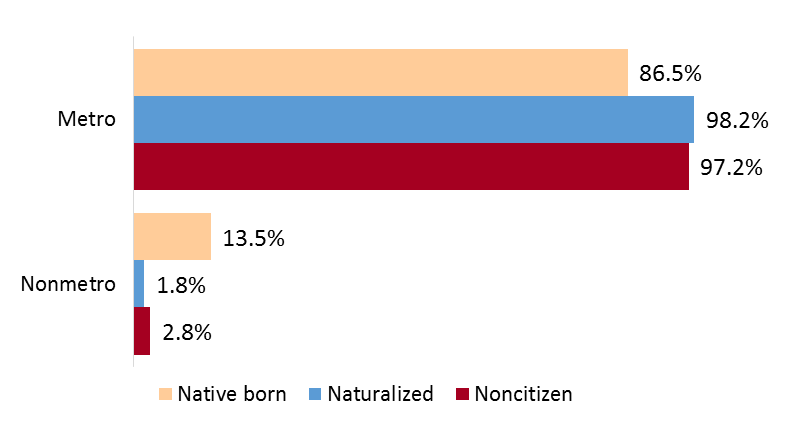 86.5%
Metro
98.2%
97.2%
13.5%
Nonmetro
1.8%
2.8%
Native born Naturalized Noncitizen